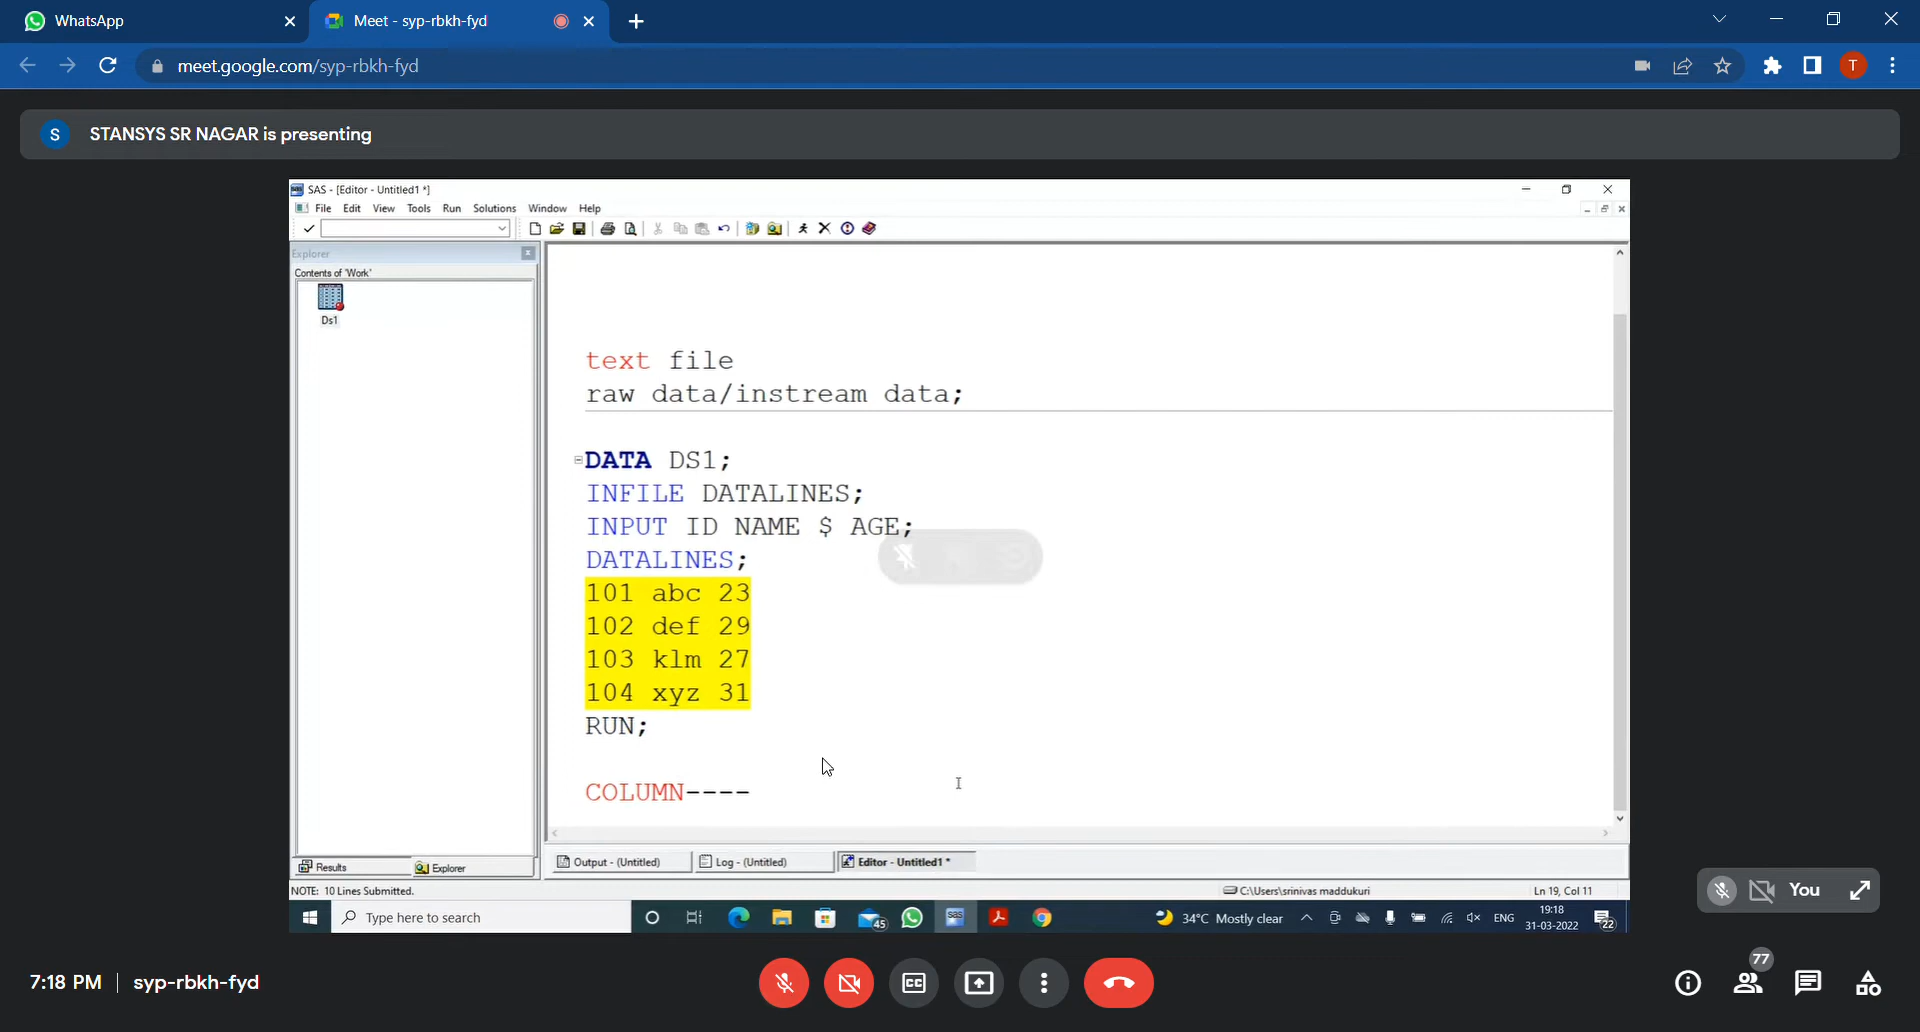 WhatsApp
Meet - syp-rbkh-fyd
meet.google.com/syp-rbkh-fyd
T
S
STANSYS SR NAGAR is presenting
SAS - [Editor - Untitled1 *]
File Edit View Tools Run Solutions Window Help
Explorer
Contents of 'Work'
Ds1
text file
raw data/instream data;
DATA DS1;
INFILE DATALINES;
INPUT ID NAME $ AGE;
DATALINES;
101 abc 23
102 def 29
103 klm 27
104 xyz 31
RUN;
COLUMN----
Results
Explorer
Output - (Untitled)
Log - (Untitled)
Editor - Untitled1 *
NOTE: 10 Lines Submitted.
C:\Users\srinivas maddukuri
Ln 19, Col 11
You
Type here to search
45
sas
34°C Mostly clear
ENG
19:18
31-03-2022
22
7:18 PM
syp-rbkh-fyd
CC
77